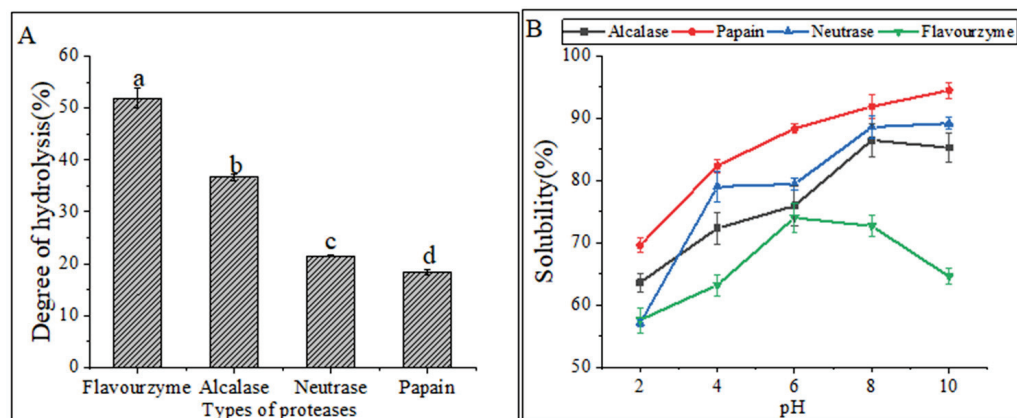 A
Degree of hydrolysis(%)
60
50
40
30
20
10
0
a
b
c
d
Flavourzyme Alcalase Neutrase Papain
Types of proteases
B
Alcalase Papain Neutrase Flavourzyme
Solubility(%)
100
90
80
70
60
50
2 4 6 8 10
pH